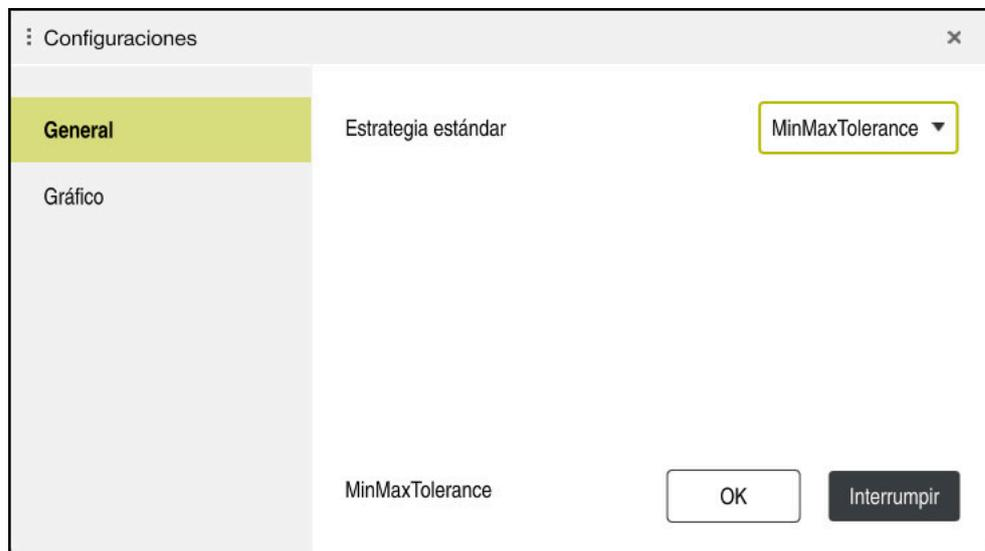 Configuraciones
General
Gráfico
Estrategia estándar
MinMaxTolerance
MinMaxTolerance
OK
Interrumpir